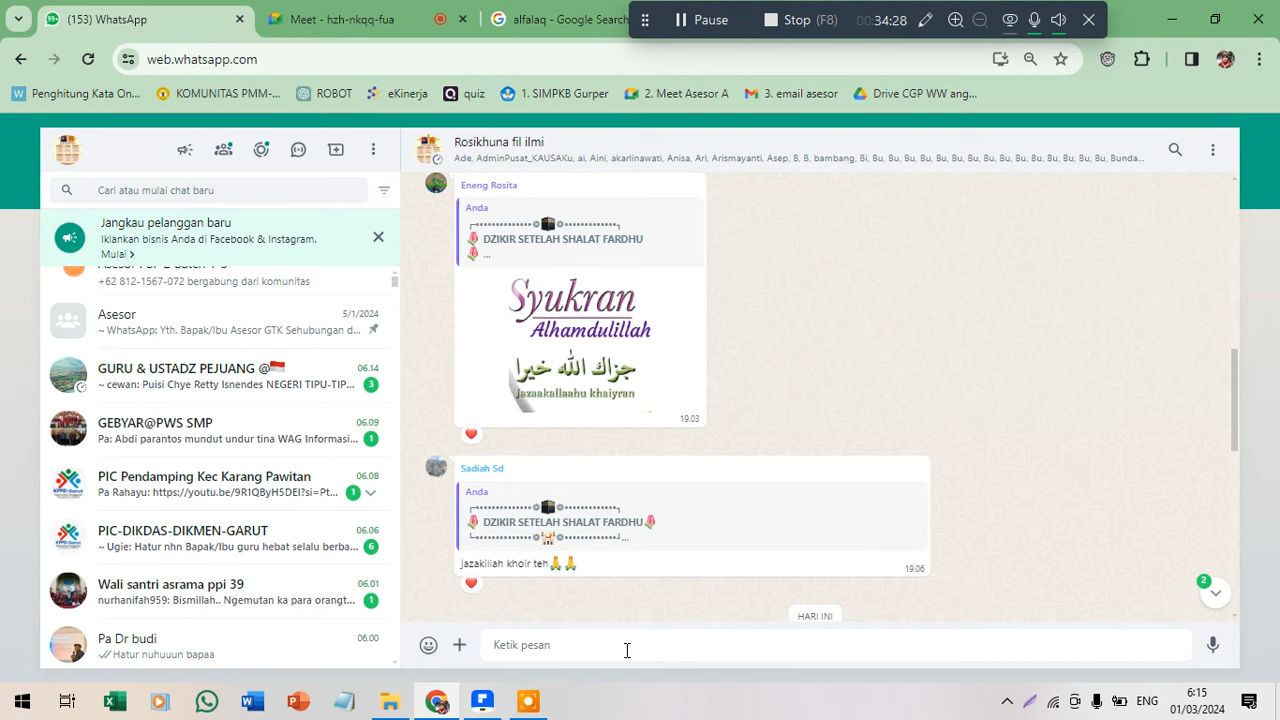 (153) WhatsApp
Meet - hzh-nkqq-fua
alfalaq - Google Search
Pause
Stop (F8)
00:34:28
web.whatsapp.com
Penghitung Kata On...
KOMUNITAS PMM-...
ROBOT
eKinerja
quiz
1. SIMPKB Gurper
2. Meet Asesor A
3. email asesor
Drive CGP WW ang...
Cari atau mulai chat baru
Jangkau pelanggan baru
Iklankan bisnis Anda di Facebook & Instagram.
Mulai >
+62 812-1567-072 bergabung dari komunitas
Asesor
5/1/2024
~ WhatsApp: Yth. Bapak/Ibu Asesor GTK Sehubungan d...
GURU & USTADZ PEJUANG @🇮🇩
06.14
~ cewan: Puisi Chye Retty Isnendes NEGERI TIPU-TIP...
3
GEBYAR@PWS SMP
06.09
Pa: Abdi parantos mundut undur tina WAG Informasi...
1
PIC Pendamping Kec Karang Pawitan
06.08
Pa Rahayu: https://youtu.be/9R1QByH5DEI?si=Pt...
1
PIC-DIKDAS-DIKMEN-GARUT
06.06
~ Ugie: Hatur nhn Bapak/Ibu guru hebat selalu berba...
6
Wali santri asrama ppi 39
06.01
nurhanifah959: Bismillah.. Ngemutan ka para orangt...
1
Pa Dr budi
06.00
Hatur nuhuuun bapaa
Rosikhuna fil ilmi
Ade, AdminPusat_KAUSAKu, ai, Aini, akarlinawati, Anisa, Ari, Arismayanti, Asep, B, B, bambang, Bi, Bu, Bu, Bu, Bu, Bu, Bu, Bu, Bu, Bu, Bu, Bu, Bu, Bunda...
Eneng Rosita
Anda
DZIKIR SETELAH SHALAT FARDHU
...
Syukran
Alhamdulillah
جزاك الله خيرا
Jazaakallaahu khaiyran
19.03
Sadiah Sd
Anda
DZIKIR SETELAH SHALAT FARDHU
...
jazakillah khoir teh🙏🙏
19.06
2
HARI INI
Ketik pesan
ENG
6:15
01/03/2024